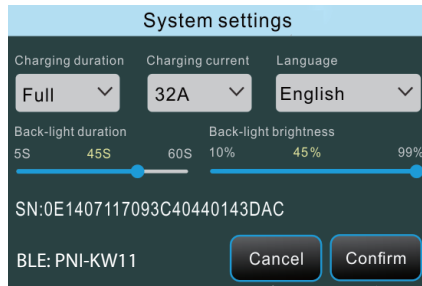 System settings
Charging duration Charging current Language
Full 32A English
Back-light duration Back-light brightness
5S 45S 60S 10% 45% 99%
SN:0E1407117093C40440143DAC
BLE: PNI-KW11 Cancel Confirm